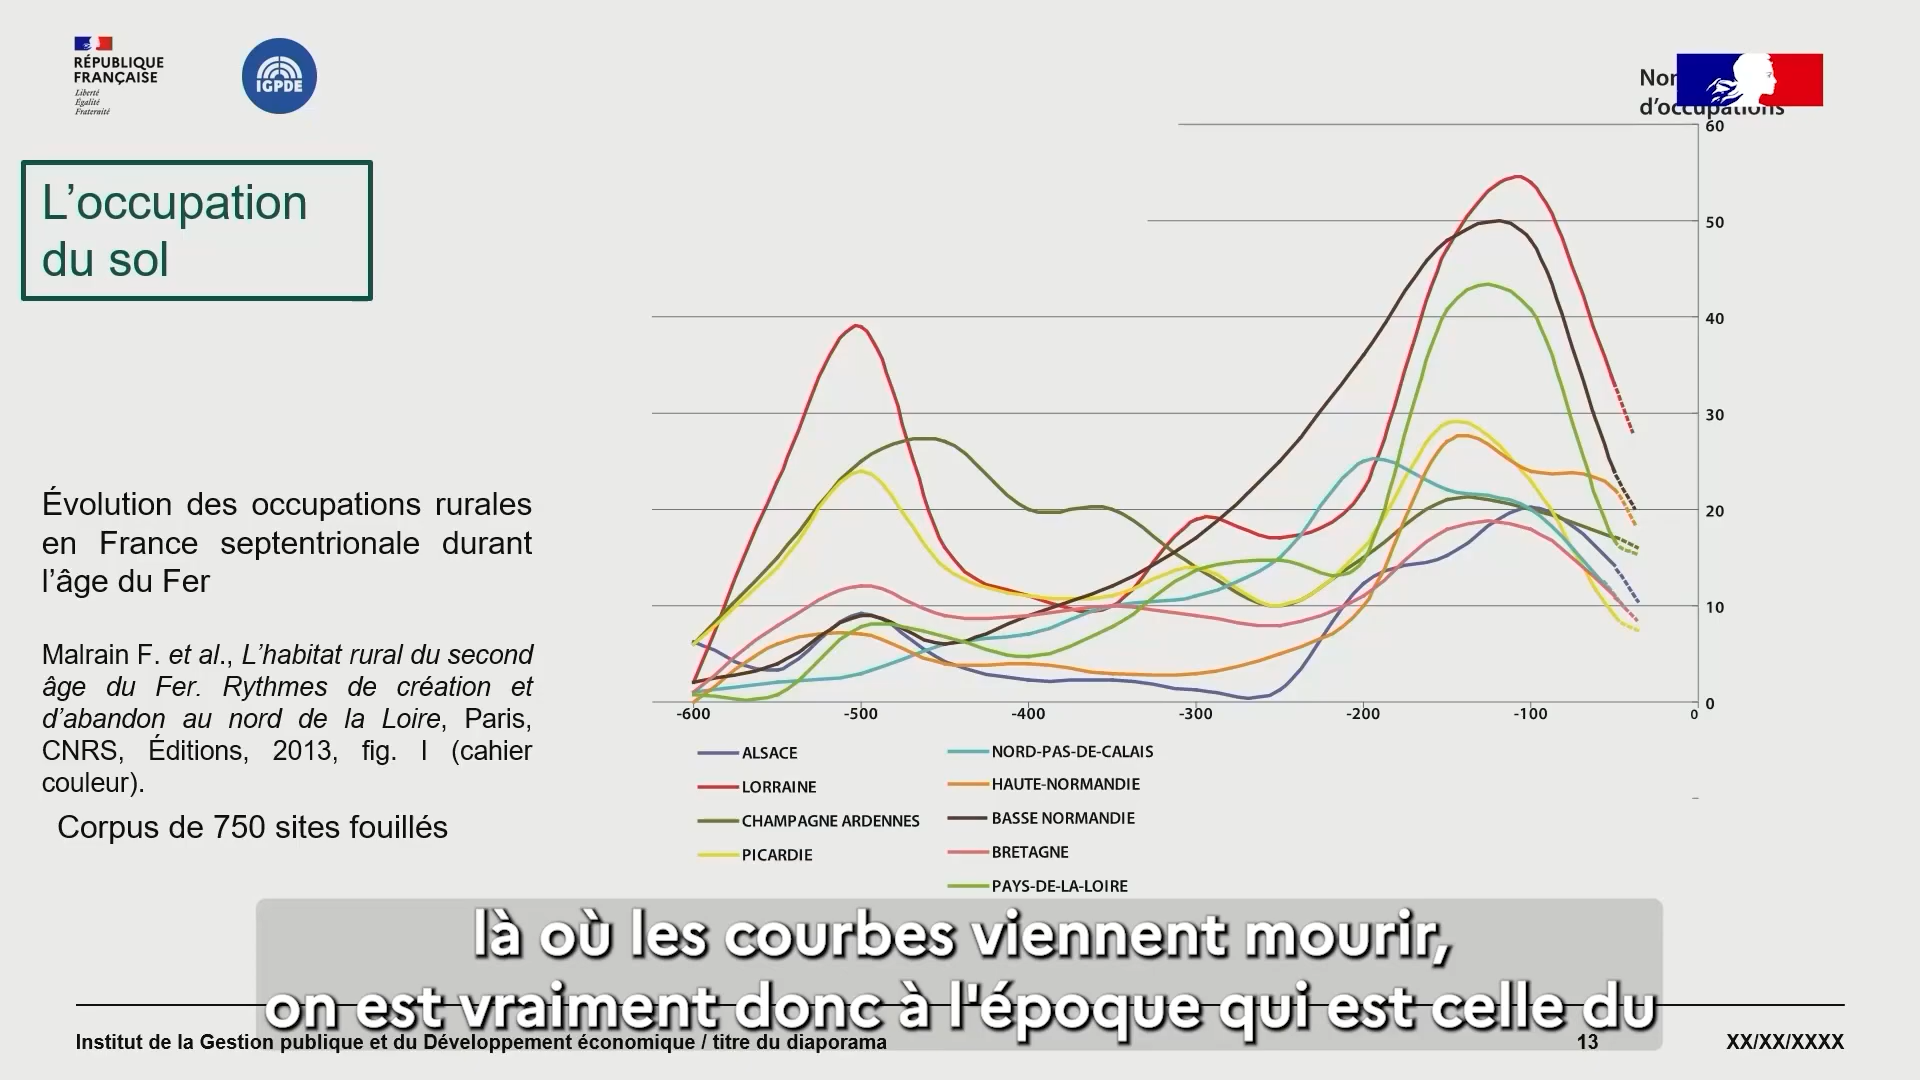 RÉPUBLIQUE
FRANÇAISE
Liberté
Égalité
Fraternité
IGPDE
d'occupations
L'occupation
du sol
Évolution des occupations rurales
en France septentrionale durant
l'âge du Fer
Malrain F. et al., L'habitat rural du second
âge du Fer. Rythmes de création et
d'abandon au nord de la Loire, Paris,
CNRS, Éditions, 2013, fig. I (cahier
couleur).
Corpus de 750 sites fouillés
60
50
40
30
20
10
0
-600 -500 -400 -300 -200 -100 0
ALSACE
LORRAINE
CHAMPAGNE ARDENNES
PICARDIE
NORD-PAS-DE-CALAIS
HAUTE-NORMANDIE
BASSE NORMANDIE
BRETAGNE
PAYS-DE-LA-LOIRE
là où les courbes viennent mourir,
on est vraiment donc à l'époque qui est celle du
Institut de la Gestion publique et du Développement économique / titre du diaporama
13
XX/XX/XXXX